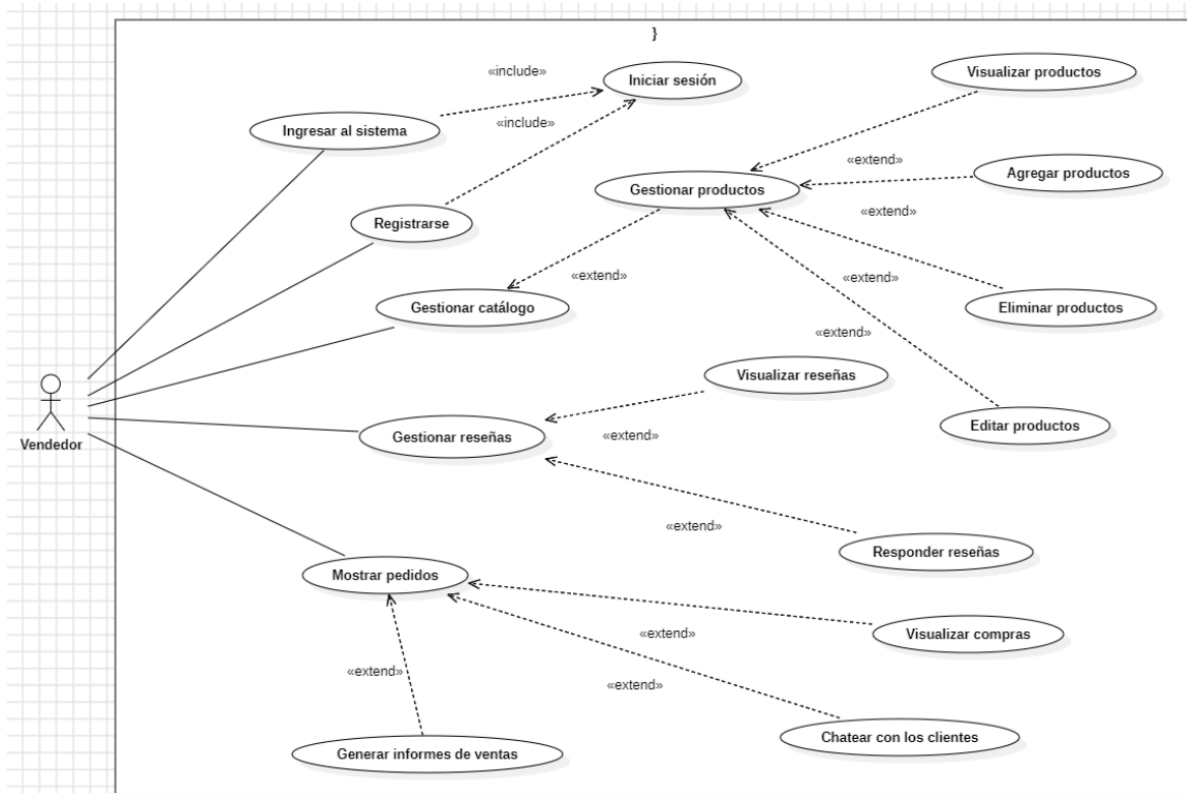 }
«include»
Iniciar sesión
Visualizar productos
Ingresar al sistema
«include»
«extend»
Agregar productos
Gestionar productos
«extend»
Registrarse
«extend»
«extend»
Gestionar catálogo
Eliminar productos
«extend»
Visualizar reseñas
Vendedor
Gestionar reseñas
«extend»
Editar productos
«extend»
Responder reseñas
Mostrar pedidos
«extend»
Visualizar compras
«extend»
«extend»
Chatear con los clientes
Generar informes de ventas